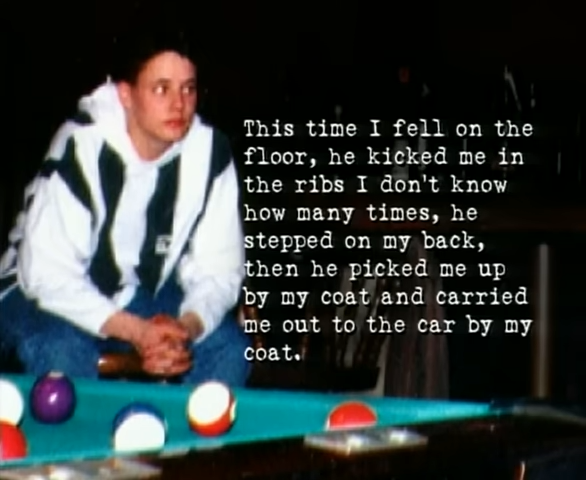 This time I fell on the
floor, he kicked me in
the ribs I don't know
how many times, he
stepped on my back,
then he picked me up
by my coat and carried
me out to the car by my
coat.